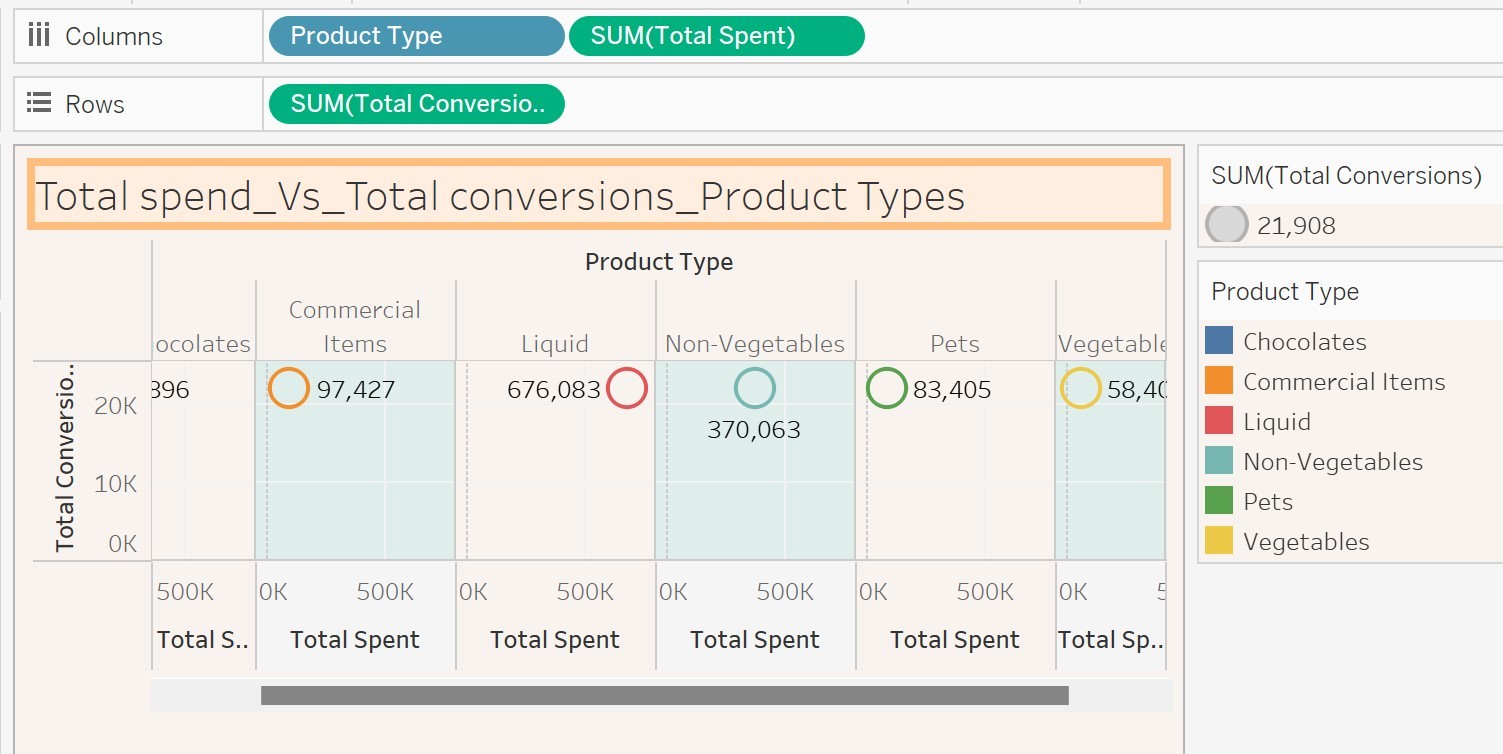 Columns
Product Type
SUM(Total Spent)
Rows
SUM(Total Conversio..
Total spend_Vs_Total conversions_Product Types
Product Type
ocolates
Commercial
Items
Liquid
Non-Vegetables
Pets
Vegetable
Total Conversio..
20K
10K
0K
396
97,427
676,083
370,063
83,405
58,40
500K
0K
500K
0K
500K
0K
500K
0K
500K
0K
Total S..
Total Spent
Total Spent
Total Spent
Total Spent
Total Sp..
SUM(Total Conversions)
21,908
Product Type
Chocolates
Commercial Items
Liquid
Non-Vegetables
Pets
Vegetables